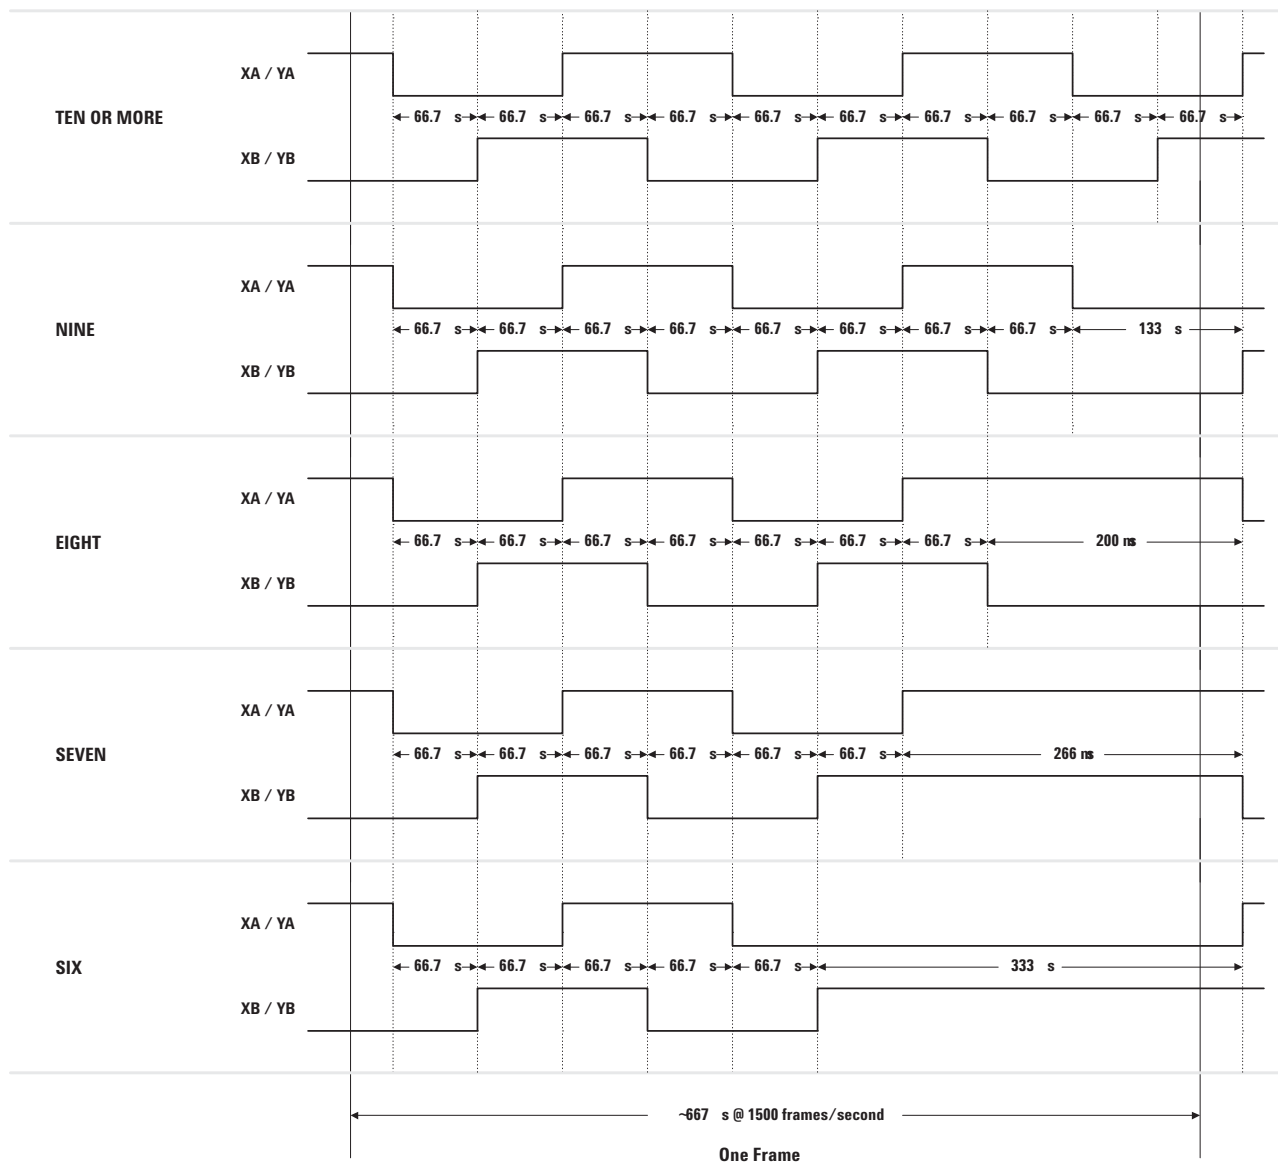 XA / YA
TEN OR MORE
66.7 s 66.7 s 66.7 s 66.7 s 66.7 s 66.7 s 66.7 s 66.7 s 66.7 s 66.7 s
XB / YB
XA / YA
NINE
66.7 s 66.7 s 66.7 s 66.7 s 66.7 s 66.7 s 66.7 s 66.7 s 133 s
XB / YB
XA / YA
EIGHT
66.7 s 66.7 s 66.7 s 66.7 s 66.7 s 66.7 s 66.7 s 200 ns
XB / YB
XA / YA
SEVEN
66.7 s 66.7 s 66.7 s 66.7 s 66.7 s 66.7 s 266 ns
XB / YB
XA / YA
SIX
66.7 s 66.7 s 66.7 s 66.7 s 66.7 s 333 s
XB / YB
~667 s @ 1500 frames/second
One Frame